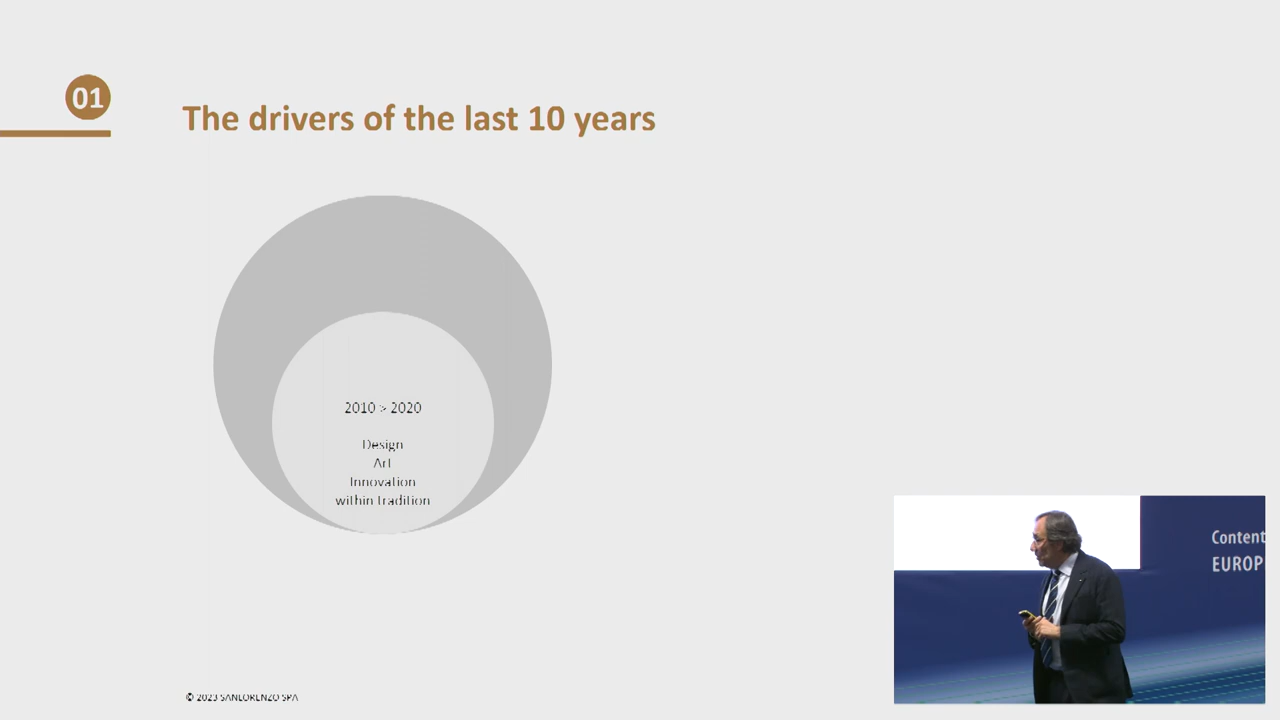 01
The drivers of the last 10 years
2010 > 2020
Design
Art
Innovation
within tradition
Content
EUROP
© 2023 SANLORENZO SPA